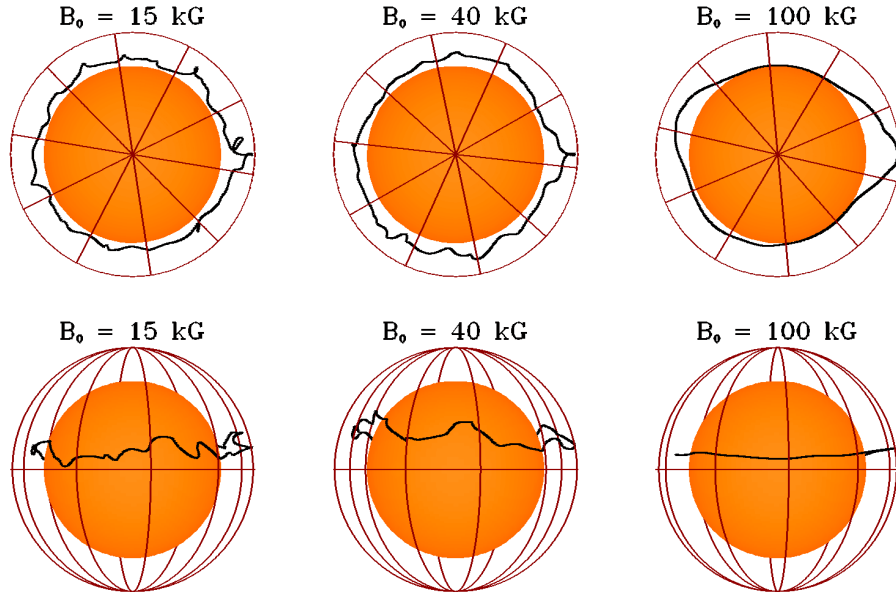 B₀ = 15 kG
B₀ = 40 kG
B₀ = 100 kG
B₀ = 15 kG
B₀ = 40 kG
B₀ = 100 kG